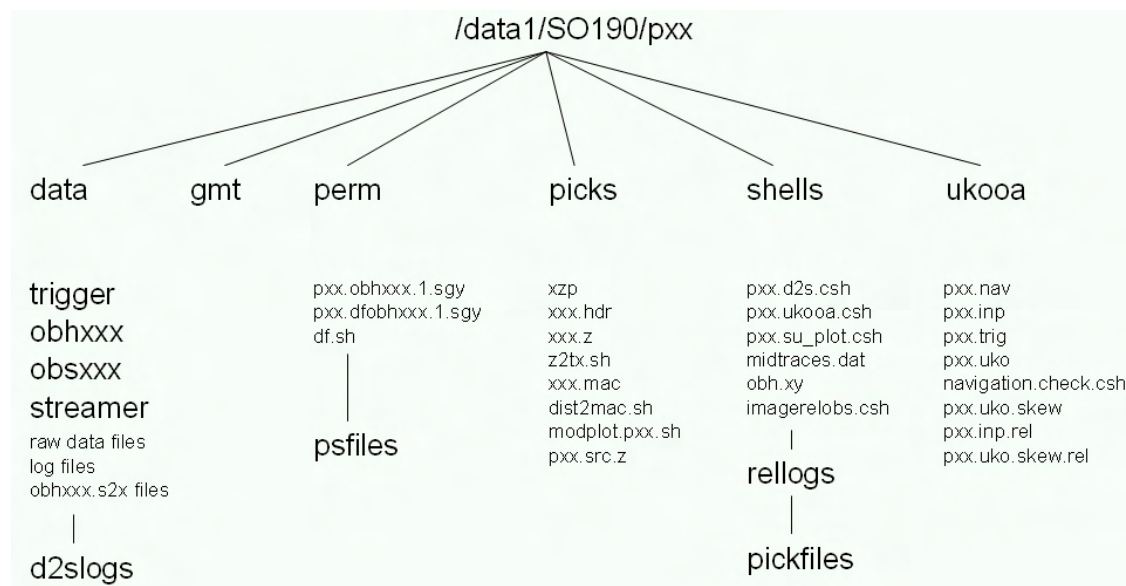 /data1/SO190/pxx
data
gmt
perm
picks
shells
ukooa
trigger
obhxxx
obsxxx
streamer
raw data files
log files
obhxxx.s2x files
d2slogs
pxx.obhxxx.1.sgy
pxx.dfobhxxx.1.sgy
df.sh
psfiles
xzp
xxx.hdr
xxx.z
z2tx.sh
xxx.mac
dist2mac.sh
modplot.pxx.sh
pxx.src.z
pxx.d2s.csh
pxx.ukooa.csh
pxx.su_plot.csh
midtraces.dat
obh.xy
imagerelobs.csh
rellogs
pickfiles
pxx.nav
pxx.inp
pxx.trig
pxx.uko
navigation.check.csh
pxx.uko.skew
pxx.inp.rel
pxx.uko.skew.rel